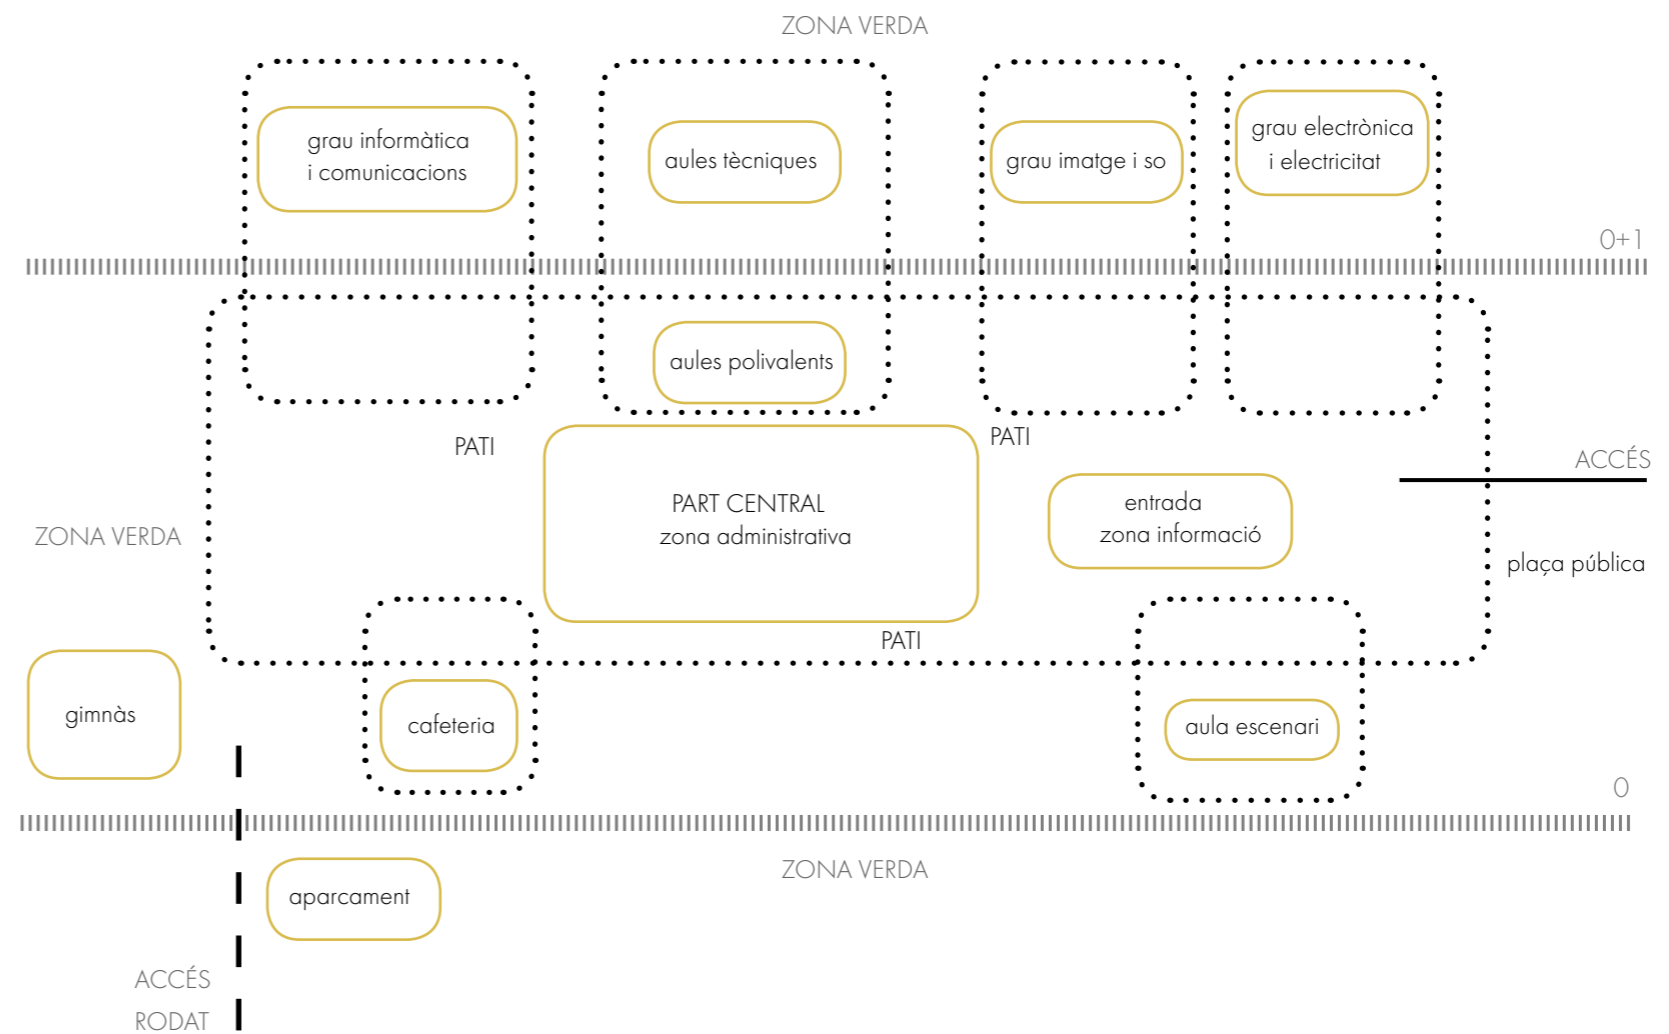 ZONA VERDA
grau informàtica
i comunicacions
aules tècniques
grau imatge i so
grau electrònica
i electricitat
0+1
aules polivalents
PATI
PATI
ACCÉS
PART CENTRAL
zona administrativa
entrada
zona informació
ZONA VERDA
plaça pública
PATI
gimnàs
cafeteria
aula escenari
0
ZONA VERDA
aparcament
ACCÉS
RODAT